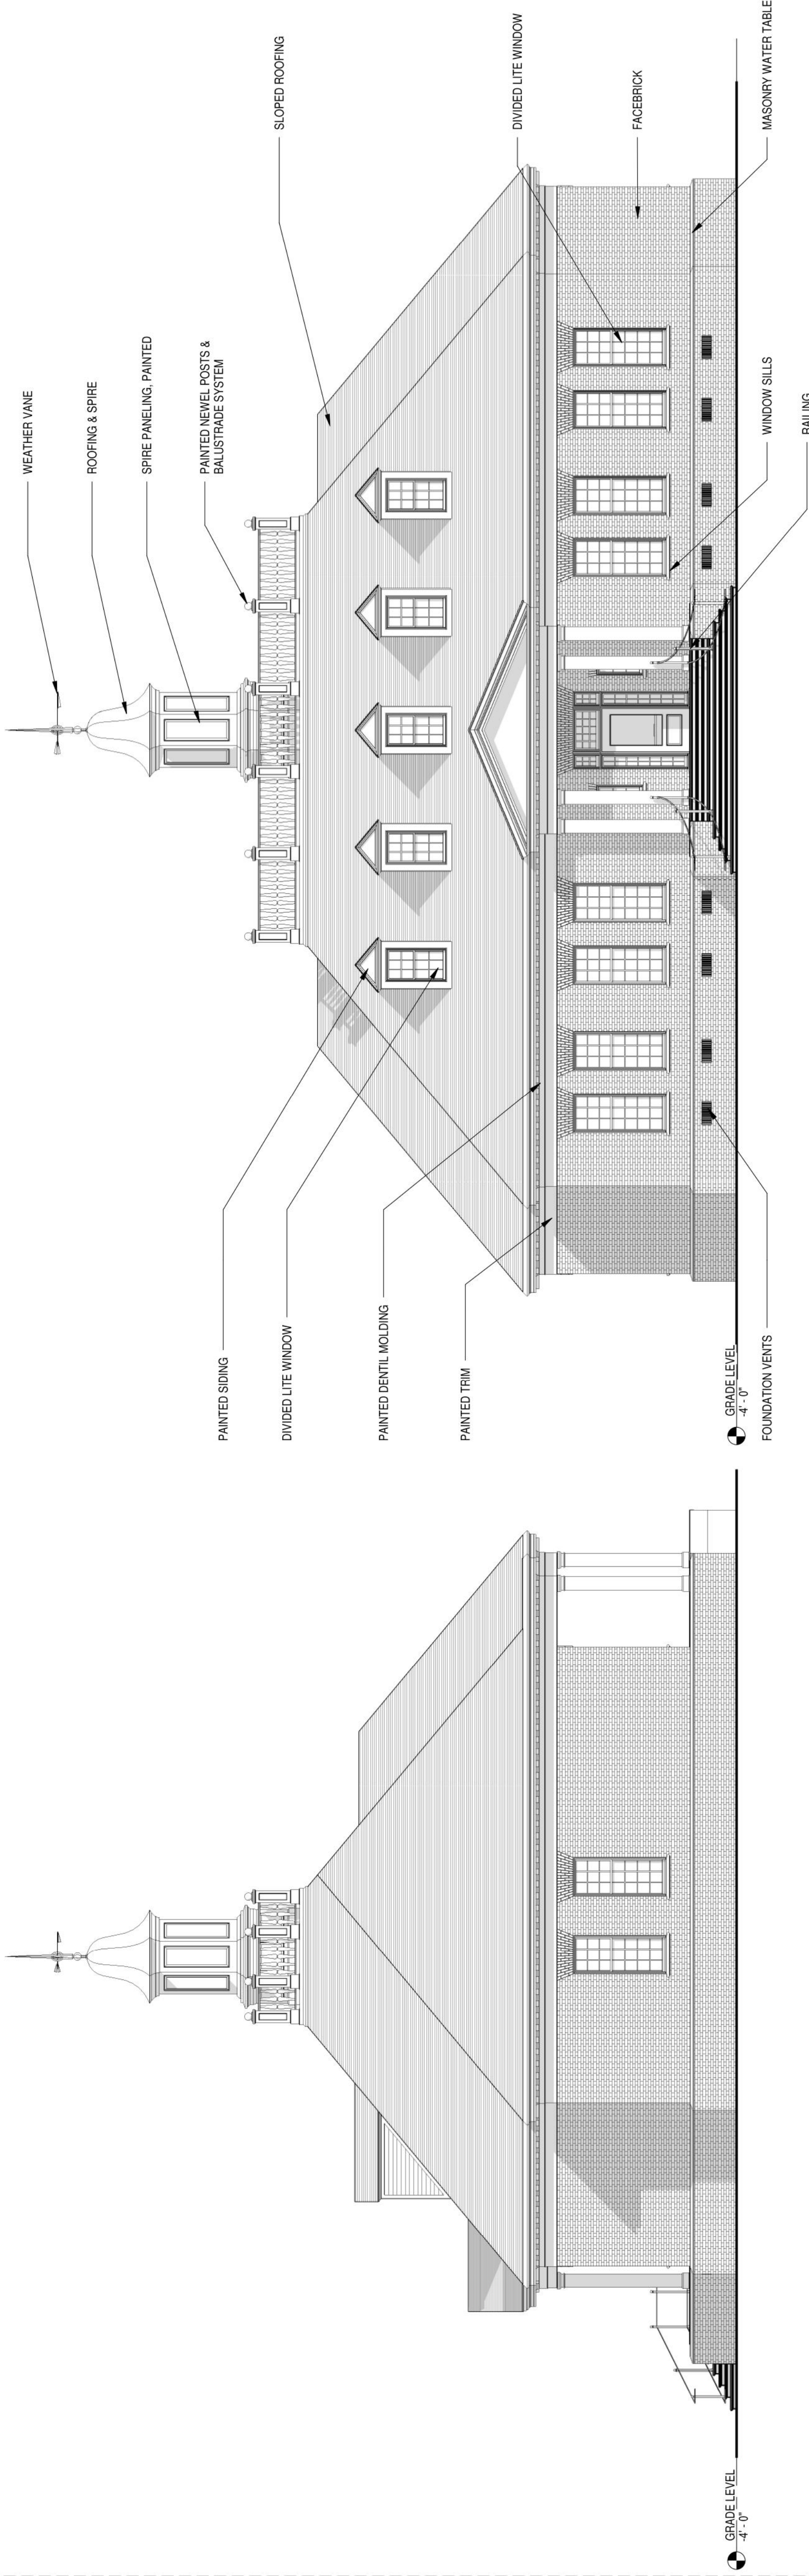 WEATHER VANE
ROOFING & SPIRE
SPIRE PANELING, PAINTED
PAINTED NEWEL POSTS &
BALUSTRADE SYSTEM
SLOPED ROOFING
PAINTED SIDING
DIVIDED LITE WINDOW
PAINTED DENTIL MOLDING
PAINTED TRIM
DIVIDED LITE WINDOW
FACEBRICK
MASONRY WATER TABLE
WINDOW SILLS
RAILING
FOUNDATION VENTS
GRADE LEVEL
-4' - 0"
GRADE LEVEL
-4' - 0"